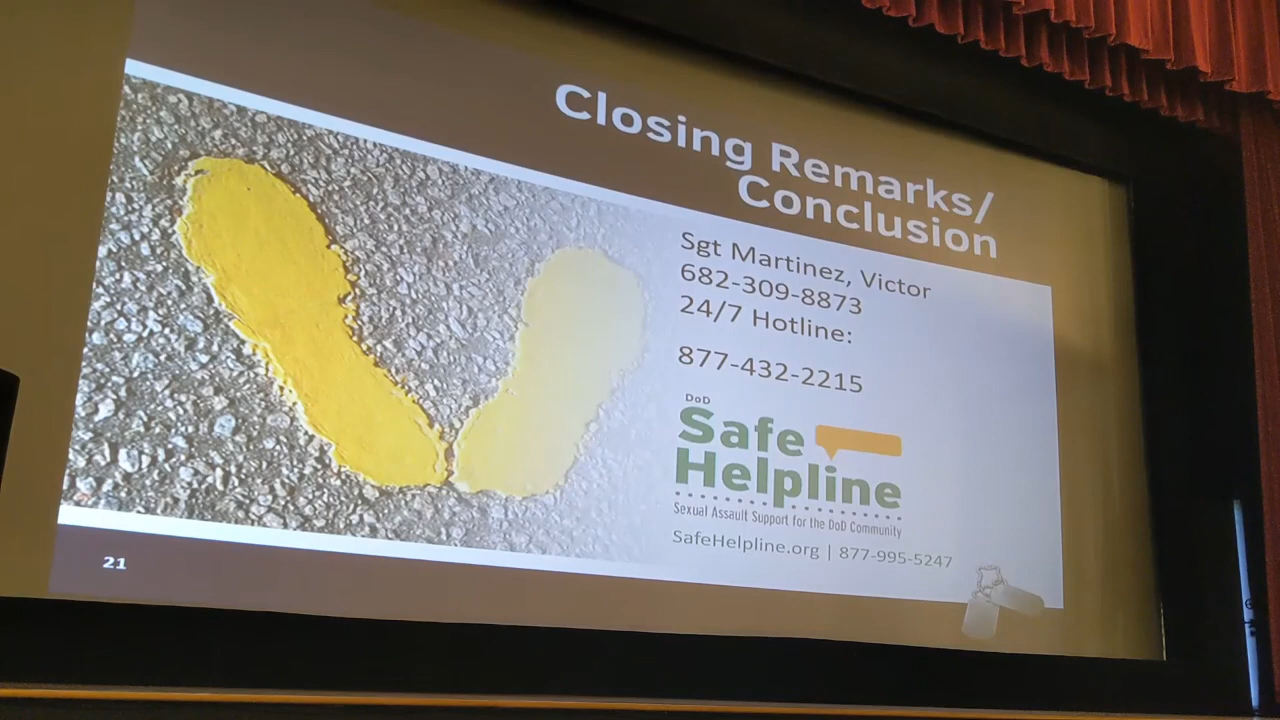 Closing Remarks/
Conclusion
Sgt Martinez, Victor
682-309-8873
24/7 Hotline:
877-432-2215
DoD
Safe
Helpline
Sexual Assault Support for the DoD Community
SafeHelpline.org | 877-995-5247
21